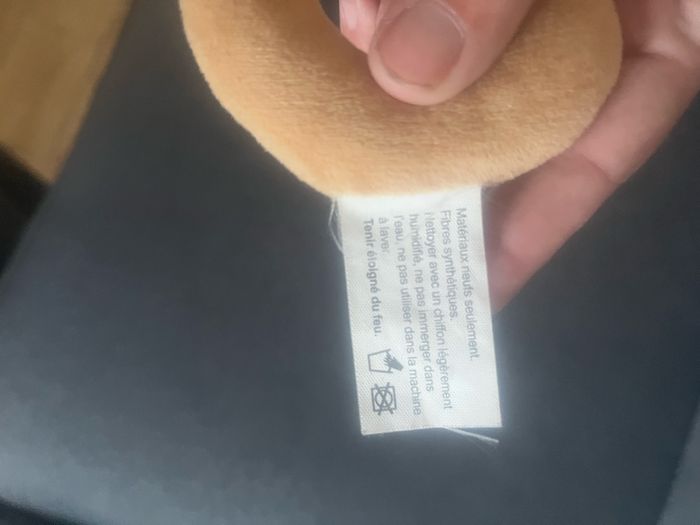 Matériaux neufs seulement.
Fibres synthétiques.
Nettoyer avec un chiffon légèrement
humidifié, ne pas immerger dans
l'eau, ne pas utiliser dans la machine
à laver.
Tenir éloigné du feu.